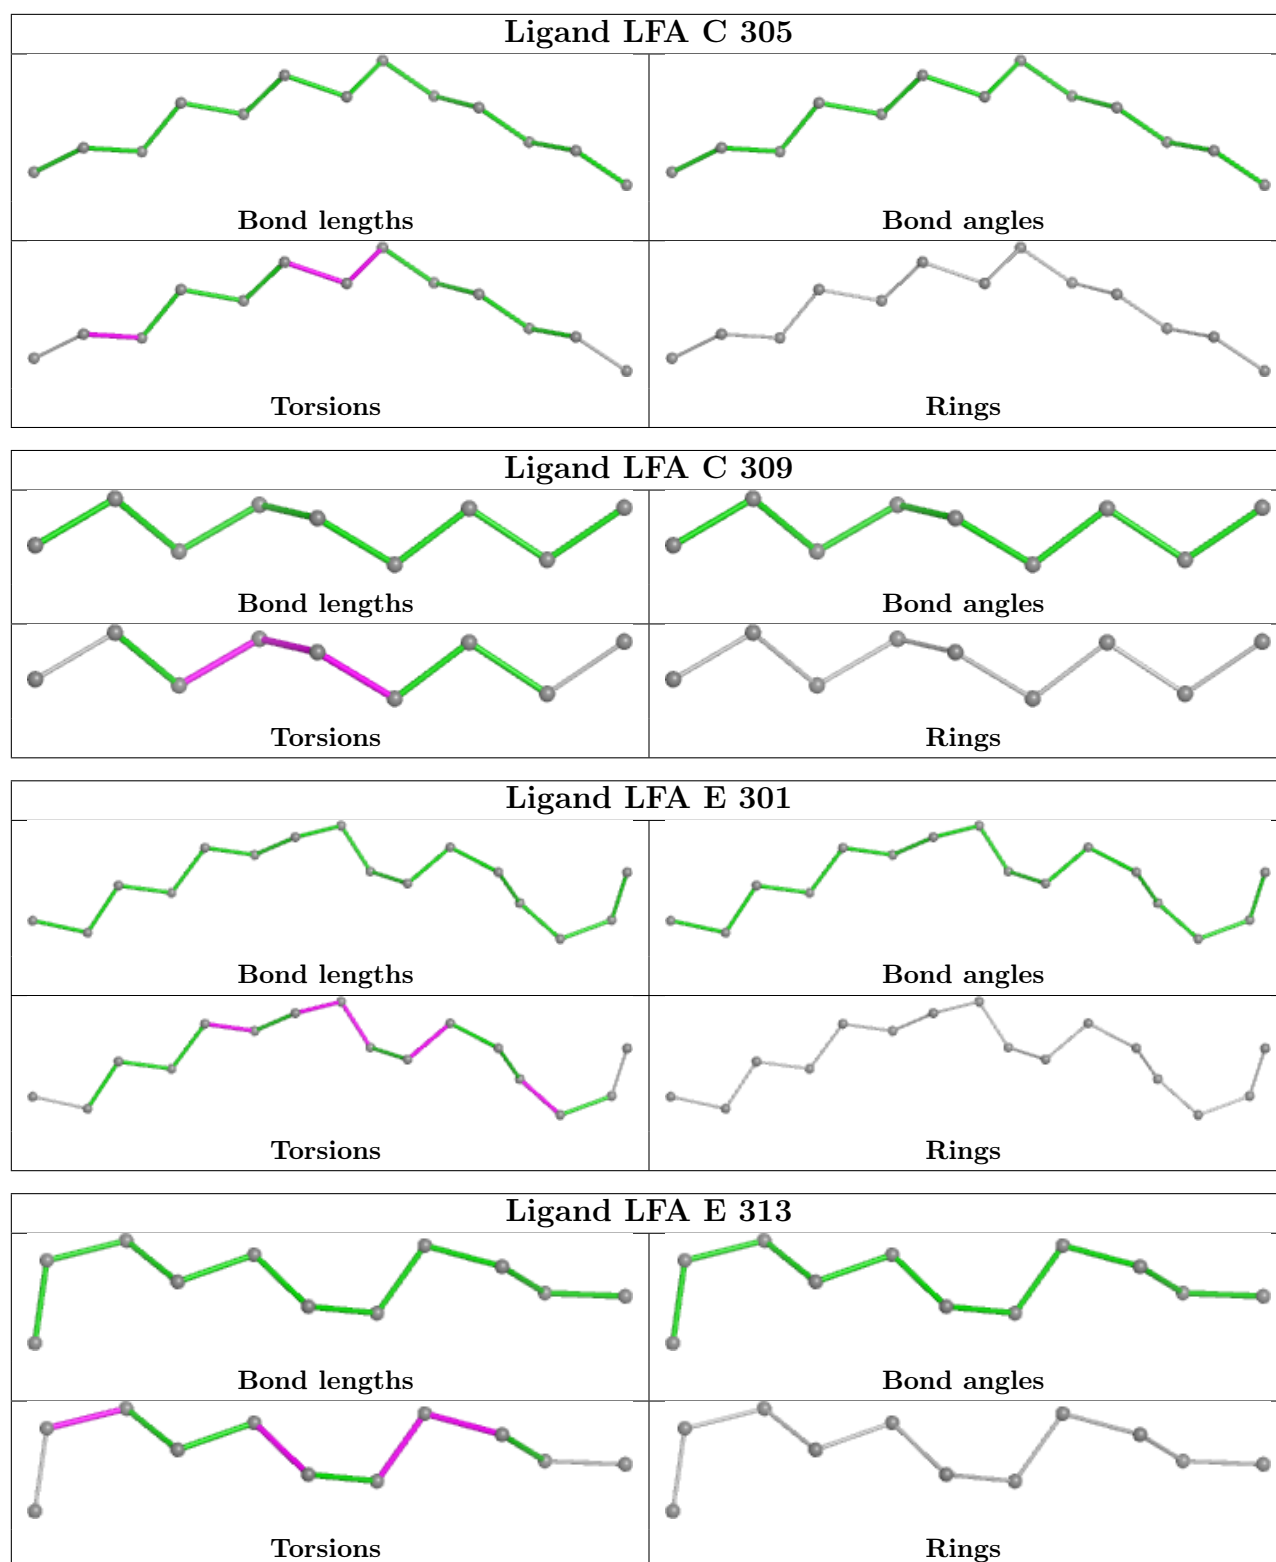 Ligand LFA C 305
Bond lengths
Bond angles
Torsions
Rings
Ligand LFA C 309
Bond lengths
Bond angles
Torsions
Rings
Ligand LFA E 301
Bond lengths
Bond angles
Torsions
Rings
Ligand LFA E 313
Bond lengths
Bond angles
Torsions
Rings